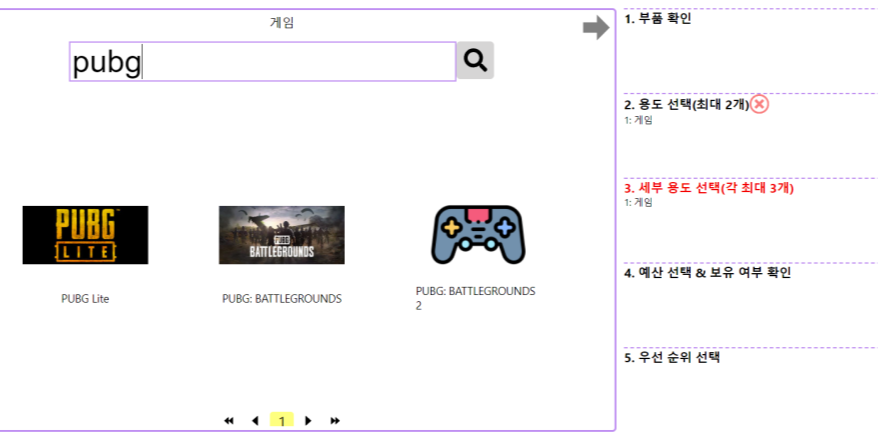 게임
pubg
PUBG
LITE
PUBG Lite
PUBG
BATTLEGROUNDS
PUBG: BATTLEGROUNDS
PUBG: BATTLEGROUNDS
2
1
1. 부품 확인
2. 용도 선택(최대 2개)
1: 게임
3. 세부 용도 선택(각 최대 3개)
1: 게임
4. 예산 선택 & 보유 여부 확인
5. 우선 순위 선택